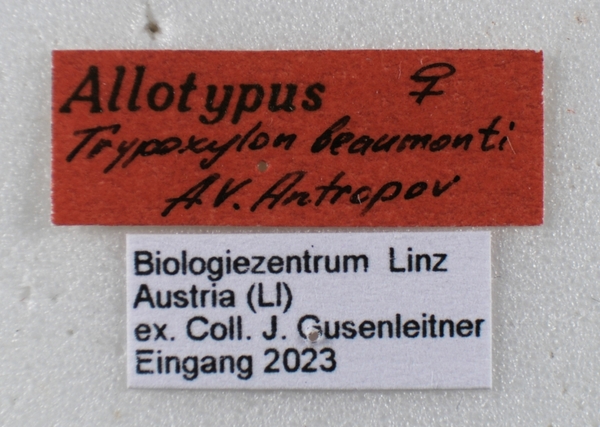 Allotypus ♀
Trypoxylon beaumonti
A.V. Antropov
Biologiezentrum Linz
Austria (LI)
ex. Coll. J. Gusenleitner
Eingang 2023